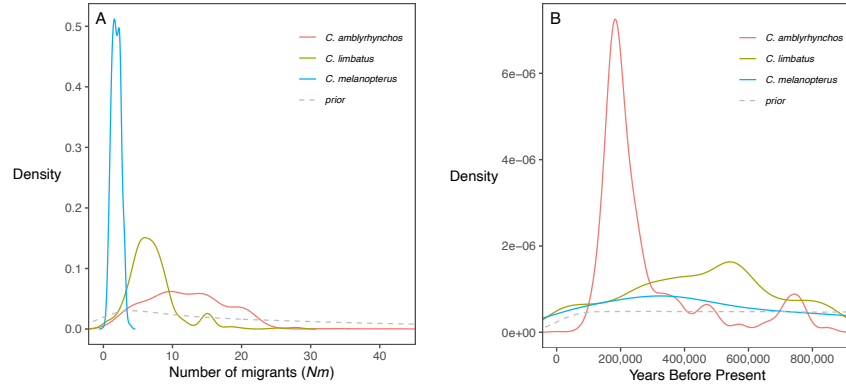 A
0.5
0.4
0.3
0.2
0.1
0.0
Density
0
10
20
30
40
Number of migrants (Nm)
C. amblyrhynchos
C. limbatus
C. melanopterus
prior
B
6e−06
4e−06
2e−06
0e+00
Density
0
200,000
400,000
600,000
800,000
Years Before Present
C. amblyrhynchos
C. limbatus
C. melanopterus
prior